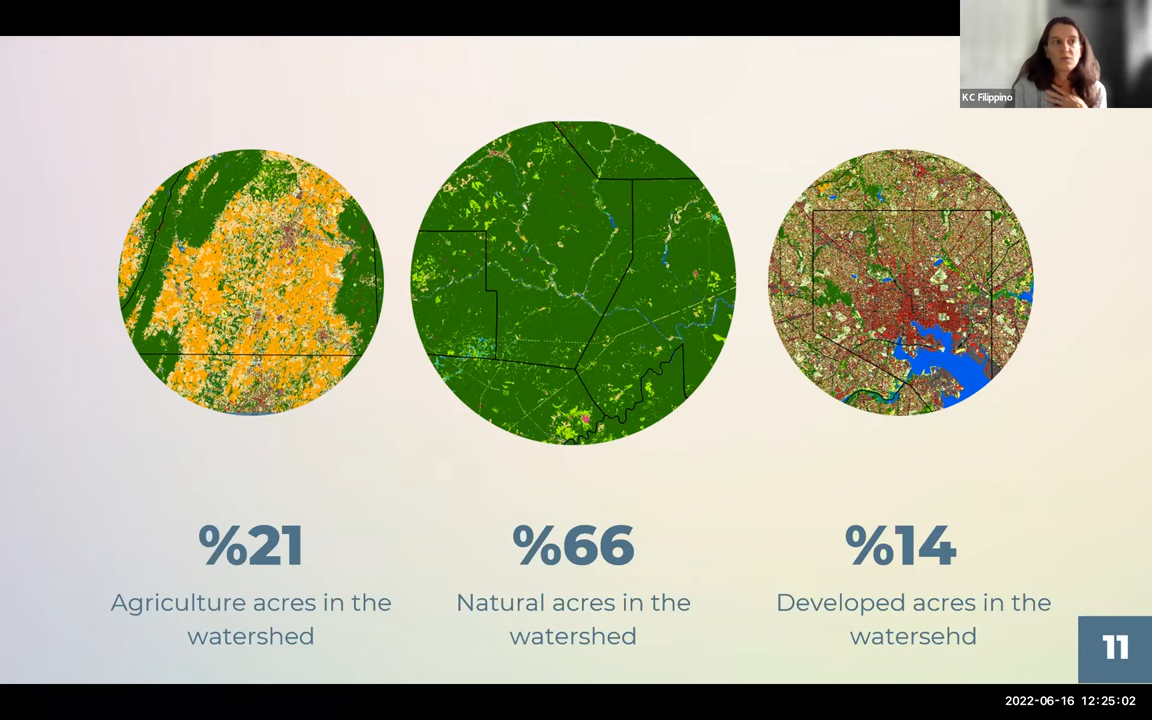 KC Filippino
%21
Agriculture acres in the
watershed
%66
Natural acres in the
watershed
%14
Developed acres in the
watersehd
11
2022-06-16 12:25:02